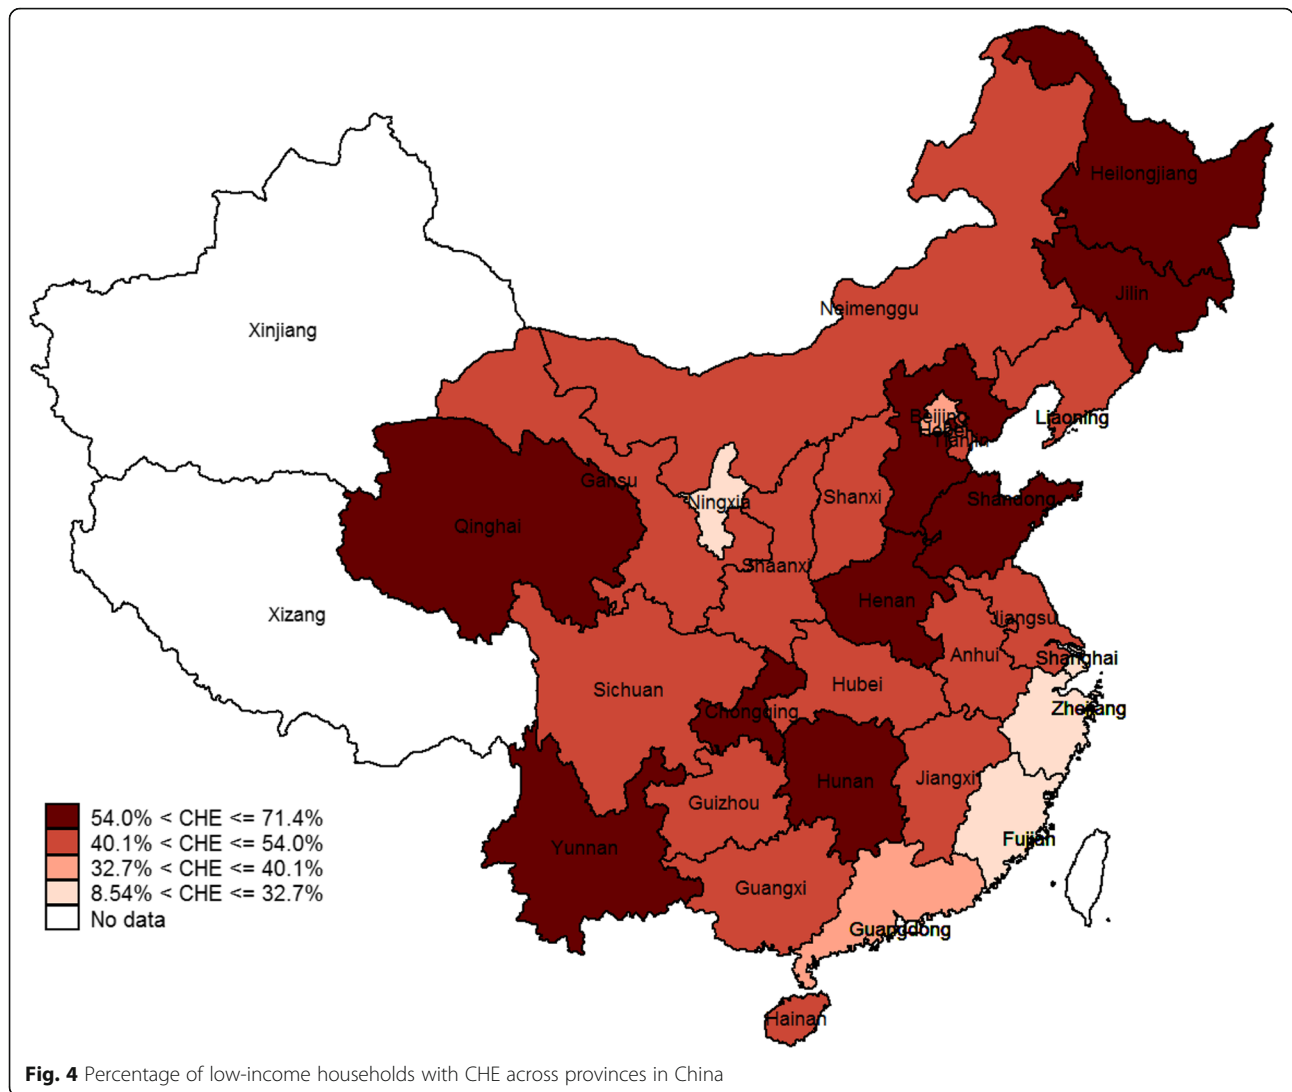 Heilongjiang
Jilin
Neimenggu
Xinjiang
Beijing
Hebei
Tianjin
Liaoning
Gansu
Ningxia
Shanxi
Shandong
Qinghai
Shaanxi
Henan
Xizang
Jiangsu
Anhui
Shanghai
Sichuan
Hubei
Chongqing
Zhejiang
Hunan
Jiangxi
Guizhou
Yunnan
Fujian
Guangxi
Guangdong
Hainan
54.0% < CHE <= 71.4%
40.1% < CHE <= 54.0%
32.7% < CHE <= 40.1%
8.54% < CHE <= 32.7%
No data
Fig. 4 Percentage of low-income households with CHE across provinces in China